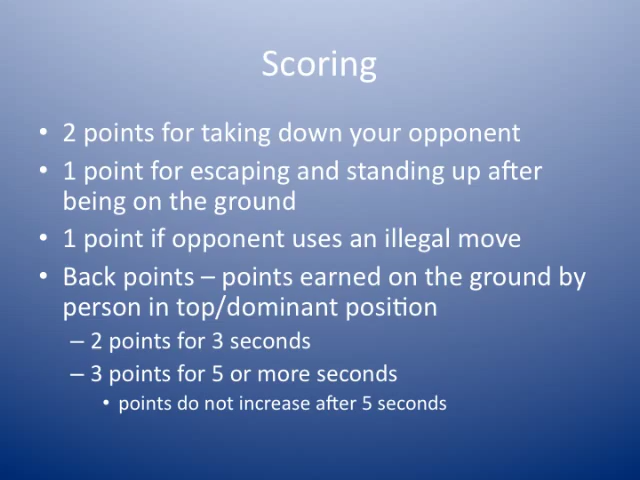 Scoring
• 2 points for taking down your opponent
• 1 point for escaping and standing up after
being on the ground
• 1 point if opponent uses an illegal move
• Back points – points earned on the ground by
person in top/dominant position
– 2 points for 3 seconds
– 3 points for 5 or more seconds
• points do not increase after 5 seconds